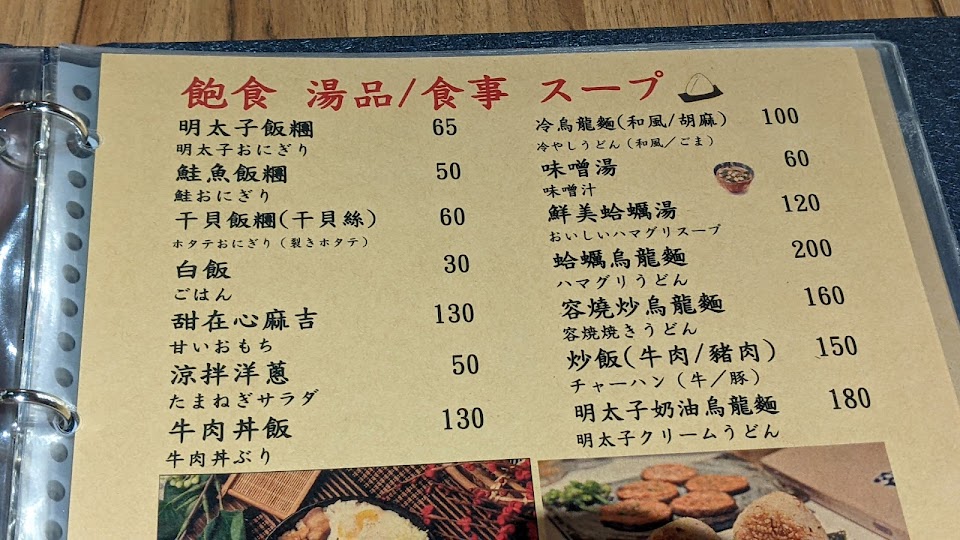 飽食 湯品/食事 スープ
明太子飯糰 65
明太子おにぎり
鮭魚飯糰 50
鮭おにぎり
干貝飯糰(干貝絲) 60
ホタテおにぎり（裂きホタテ）
白飯 30
ごはん
甜在心麻吉 130
甘いおもち
涼拌洋蔥 50
たまねぎサラダ
牛肉丼飯 130
牛肉丼ぶり
冷烏龍麵(和風/胡麻) 100
冷やしうどん（和風／ごま）
味噌湯 60
味噌汁
鮮美蛤蠣湯 120
おいしいハマグリスープ
蛤蠣烏龍麵 200
ハマグリうどん
容燒炒烏龍麵 160
容焼焼きうどん
炒飯(牛肉/豬肉) 150
チャーハン（牛／豚）
明太子奶油烏龍麵 180
明太子クリームうどん